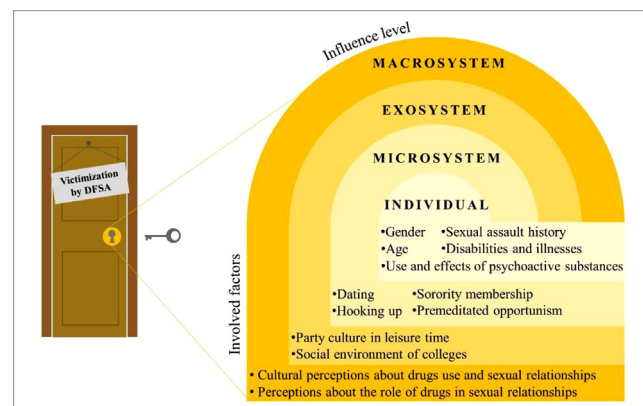 Influence level
MACROSYSTEM
EXOSYSTEM
MICROSYSTEM
Victimization
by DFSA
INDIVIDUAL
•Gender •Sexual assault history
•Age •Disabilities and illnesses
•Use and effects of psychoactive substances
Involved factors
•Dating •Sorority membership
•Hooking up •Premeditated opportunism
•Party culture in leisure time
•Social environment of colleges
• Cultural perceptions about drugs use and sexual relationships
• Perceptions about the role of drugs in sexual relationships